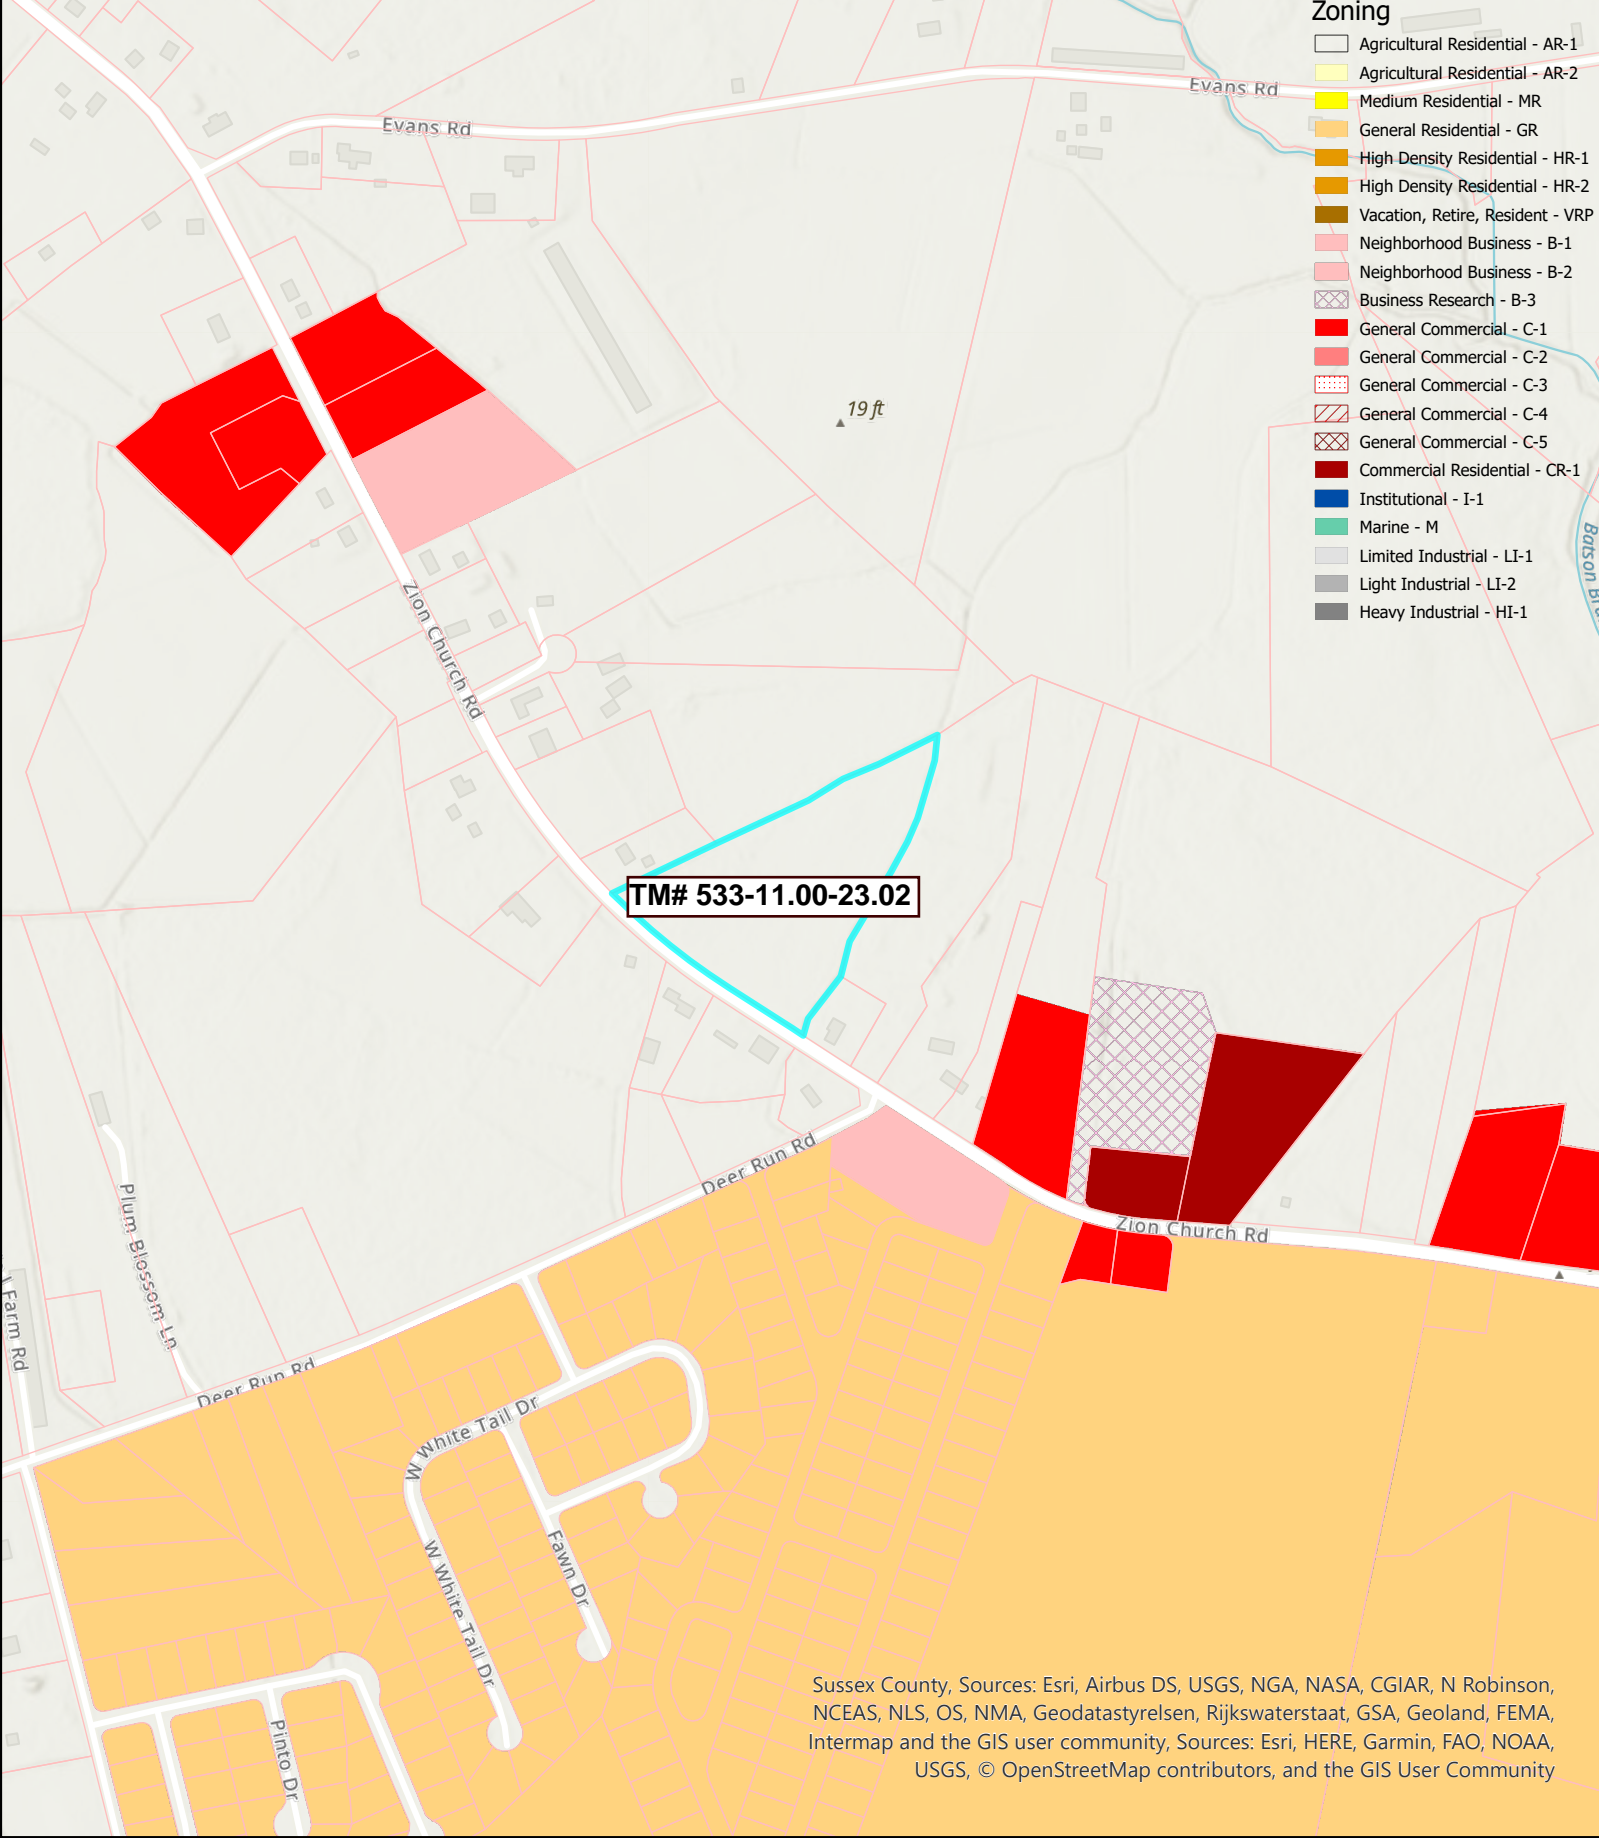 Zoning
Agricultural Residential - AR-1
Agricultural Residential - AR-2
Medium Residential - MR
General Residential - GR
High Density Residential - HR-1
High Density Residential - HR-2
Vacation, Retire, Resident - VRP
Neighborhood Business - B-1
Neighborhood Business - B-2
Business Research - B-3
General Commercial - C-1
General Commercial - C-2
General Commercial - C-3
General Commercial - C-4
General Commercial - C-5
Commercial Residential - CR-1
Institutional - I-1
Marine - M
Limited Industrial - LI-1
Light Industrial - LI-2
Heavy Industrial - HI-1
Evans Rd
Evans Rd
19 ft
Batson
Zion Church Rd
TM# 533-11.00-23.02
Deer Run Rd
Zion Church Rd
Plum Blossom Ln
Farm Rd
Deer Run Rd
W White Tail Dr
W White Tail Dr
Fawn Dr
Pinto Dr
Sussex County, Sources: Esri, Airbus DS, USGS, NGA, NASA, CGIAR, N Robinson,
NCEAS, NLS, OS, NMA, Geodatastyrelsen, Rijkswaterstaat, GSA, Geoland, FEMA,
Intermap and the GIS user community, Sources: Esri, HERE, Garmin, FAO, NOAA,
USGS, © OpenStreetMap contributors, and the GIS User Community